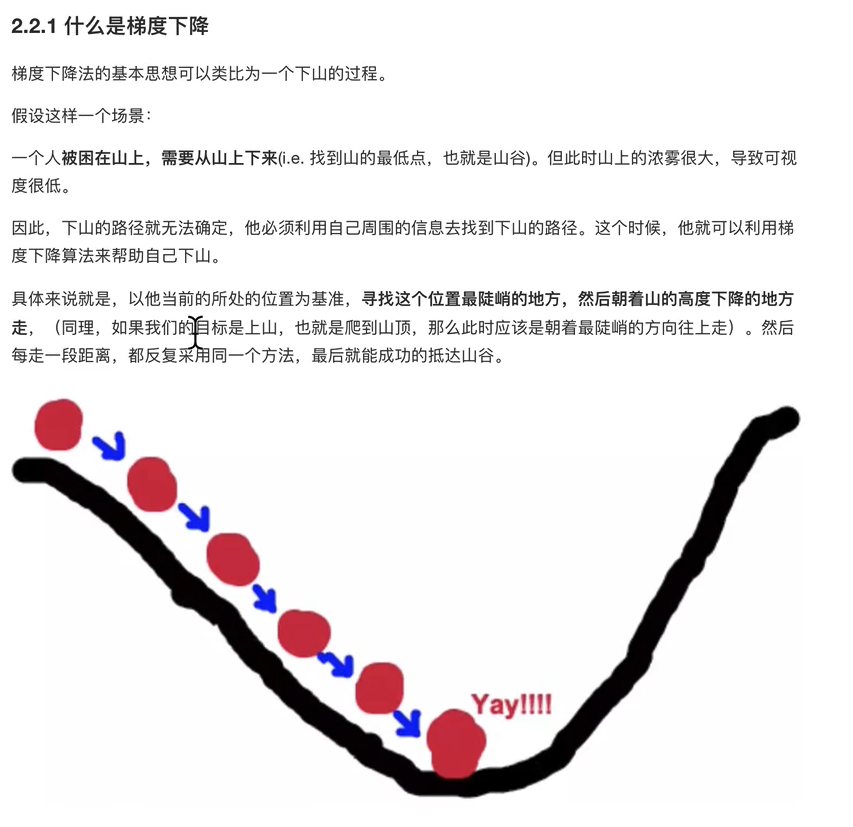 2.2.1 什么是梯度下降
梯度下降法的基本思想可以类比为一个下山的过程。
假设这样一个场景：
一个人被困在山上，需要从山上下来(i.e. 找到山的最低点，也就是山谷)。但此时山上的浓雾很大，导致可视
度很低。
因此，下山的路径就无法确定，他必须利用自己周围的信息去找到下山的路径。这个时候，他就可以利用梯
度下降算法来帮助自己下山。
具体来说就是，以他当前的所处的位置为基准，寻找这个位置最陡峭的地方，然后朝着山的高度下降的地方
走，（同理，如果我们的目标是上山，也就是爬到山顶，那么此时应该是朝着最陡峭的方向往上走）。然后
每走一段距离，都反复采用同一个方法，最后就能成功的抵达山谷。
Yay!!!!